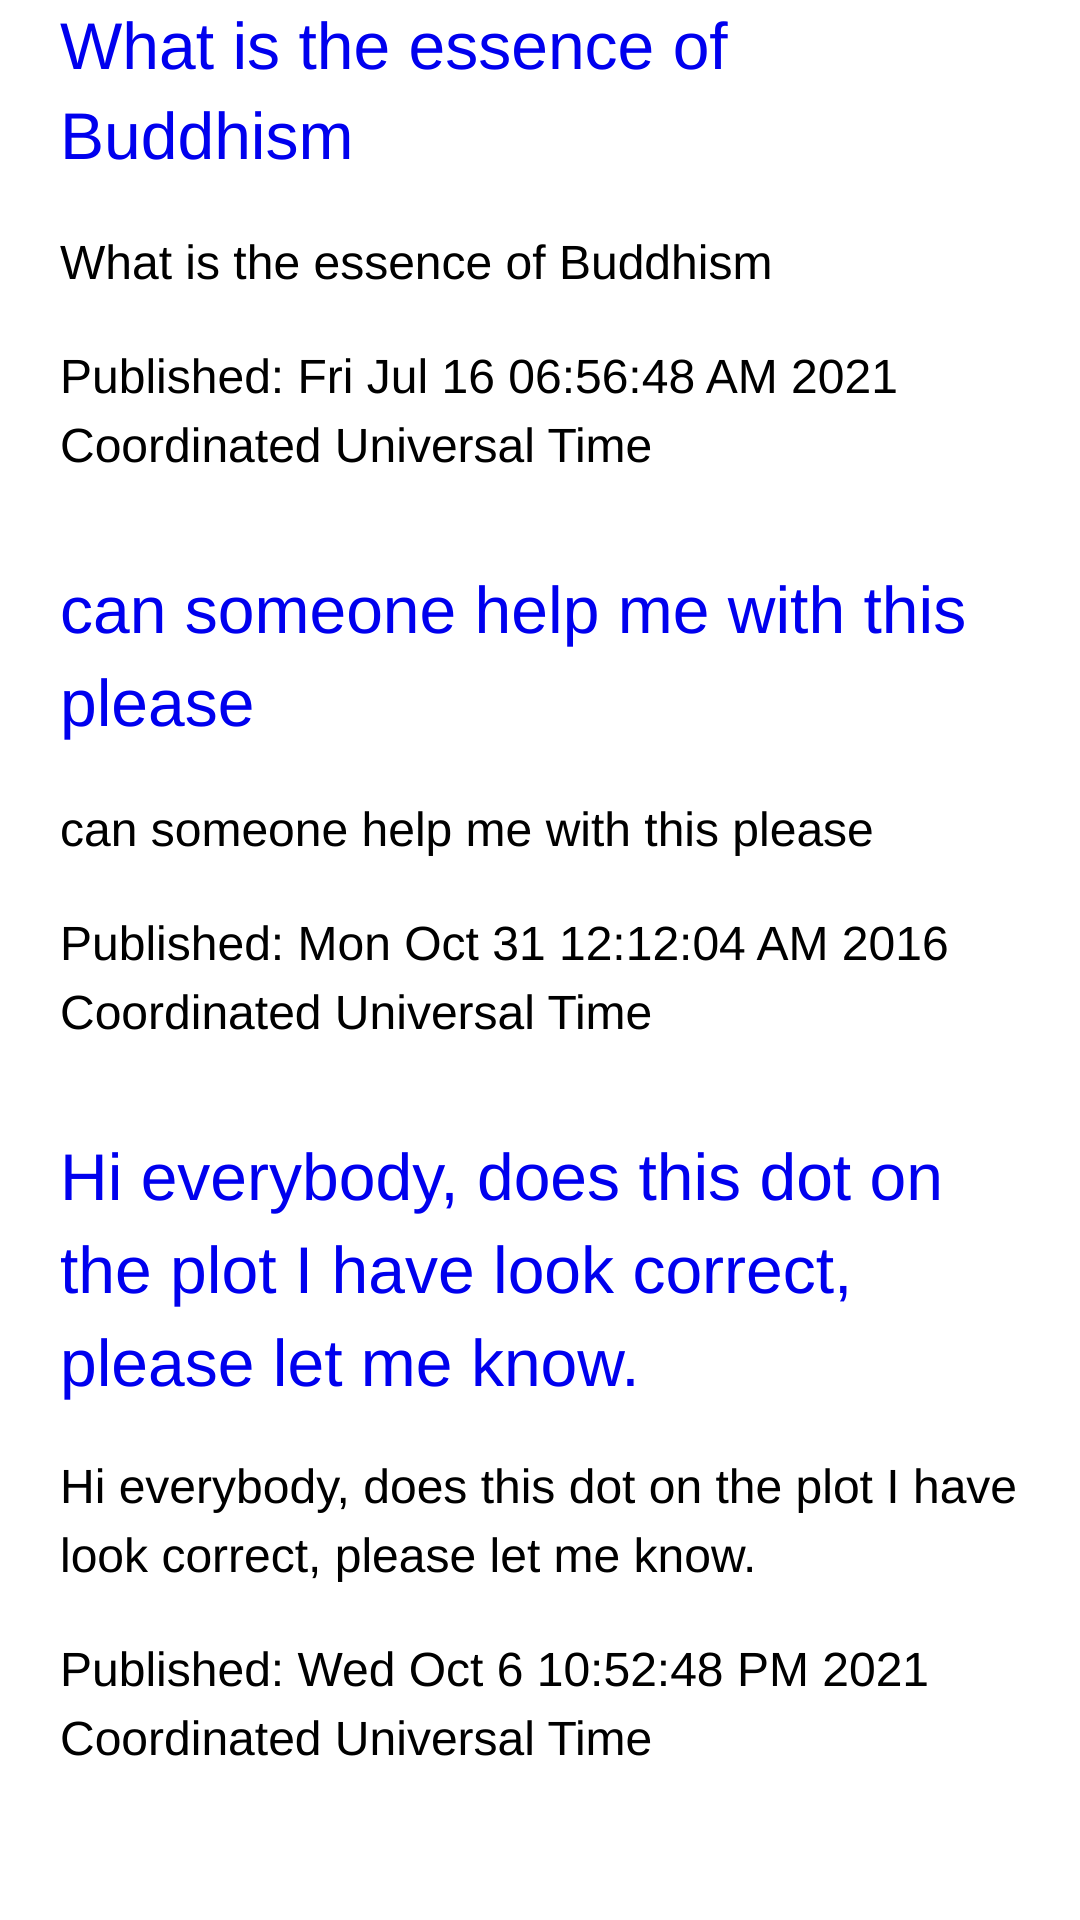 What is the essence of
Buddhism
What is the essence of Buddhism
Published: Fri Jul 16 06:56:48 AM 2021
Coordinated Universal Time
can someone help me with this
please
can someone help me with this please
Published: Mon Oct 31 12:12:04 AM 2016
Coordinated Universal Time
Hi everybody, does this dot on
the plot I have look correct,
please let me know.
Hi everybody, does this dot on the plot I have
look correct, please let me know.
Published: Wed Oct 6 10:52:48 PM 2021
Coordinated Universal Time